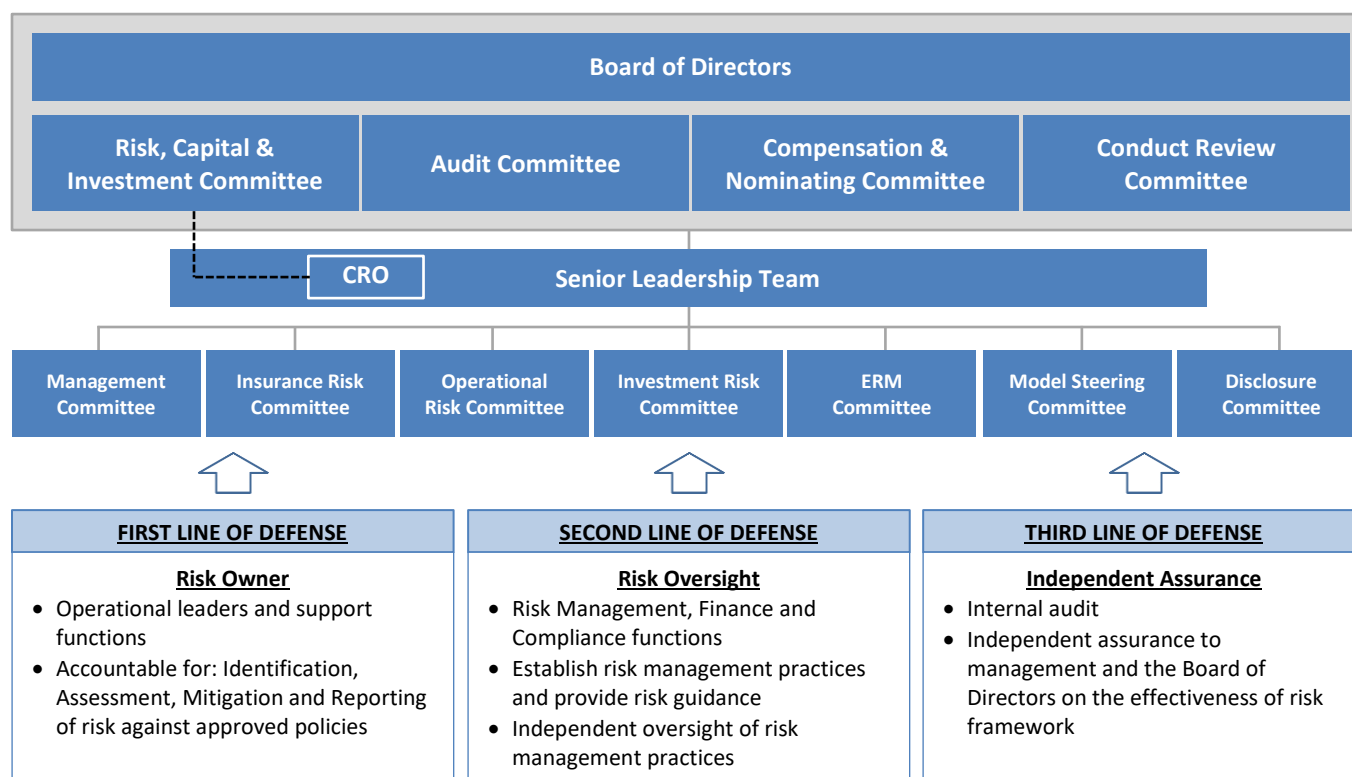 Board of Directors
Risk, Capital &
Investment Committee
Audit Committee
Compensation &
Nominating Committee
Conduct Review
Committee
CRO
Senior Leadership Team
Management
Committee
Insurance Risk
Committee
Operational
Risk Committee
Investment Risk
Committee
ERM
Committee
Model Steering
Committee
Disclosure
Committee
FIRST LINE OF DEFENSE
Risk Owner
• Operational leaders and support
functions
• Accountable for: Identification,
Assessment, Mitigation and Reporting
of risk against approved policies
SECOND LINE OF DEFENSE
Risk Oversight
• Risk Management, Finance and
Compliance functions
• Establish risk management practices
and provide risk guidance
• Independent oversight of risk
management practices
THIRD LINE OF DEFENSE
Independent Assurance
• Internal audit
• Independent assurance to
management and the Board of
Directors on the effectiveness of risk
framework